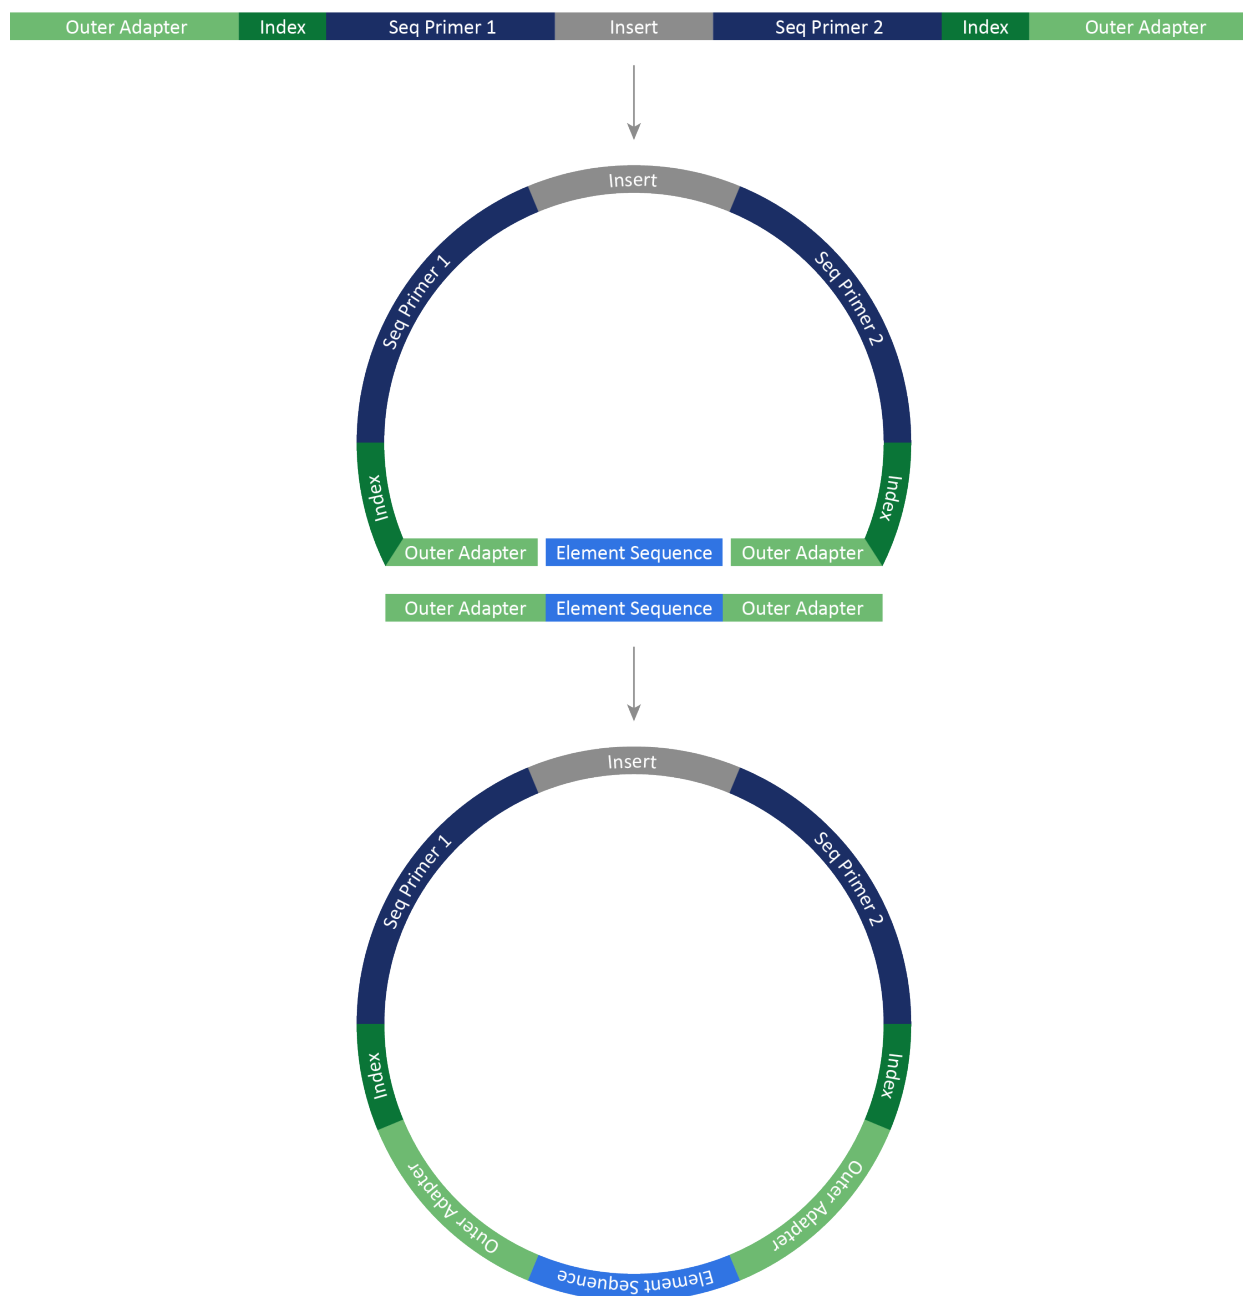 Outer Adapter Index Seq Primer 1 Insert Seq Primer 2 Index Outer Adapter
Insert
Seq Primer 1
Seq Primer 2
Index
Index
Outer Adapter Element Sequence Outer Adapter
Outer Adapter Element Sequence Outer Adapter
Insert
Seq Primer 1
Seq Primer 2
Index
Index
Outer Adapter
Outer Adapter
Element Sequence